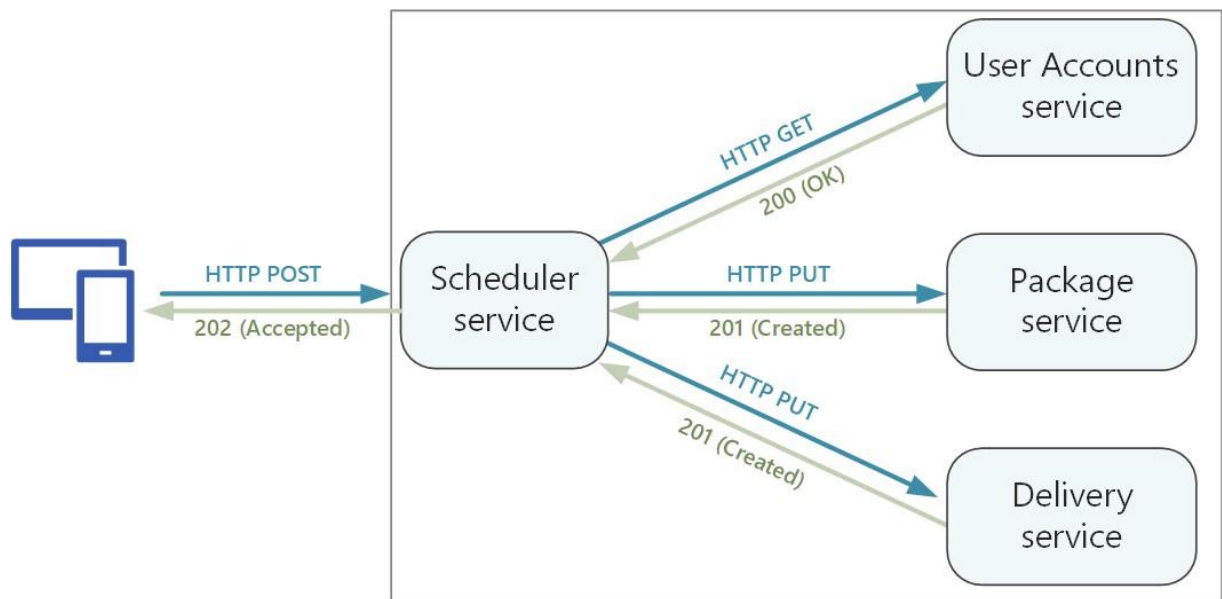 User Accounts
service
HTTP GET
200 (OK)
HTTP POST
202 (Accepted)
Scheduler
service
HTTP PUT
201 (Created)
Package
service
HTTP PUT
201 (Created)
Delivery
service